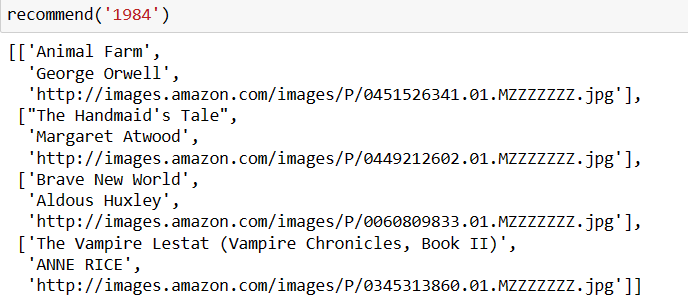 recommend('1984')
[['Animal Farm',
'George Orwell',
'http://images.amazon.com/images/P/0451526341.01.MZZZZZZZ.jpg'],
["The Handmaid's Tale",
'Margaret Atwood',
'http://images.amazon.com/images/P/0449212602.01.MZZZZZZZ.jpg'],
['Brave New World',
'Aldous Huxley',
'http://images.amazon.com/images/P/0060809833.01.MZZZZZZZ.jpg'],
['The Vampire Lestat (Vampire Chronicles, Book II)',
'ANNE RICE',
'http://images.amazon.com/images/P/0345313860.01.MZZZZZZZ.jpg']]